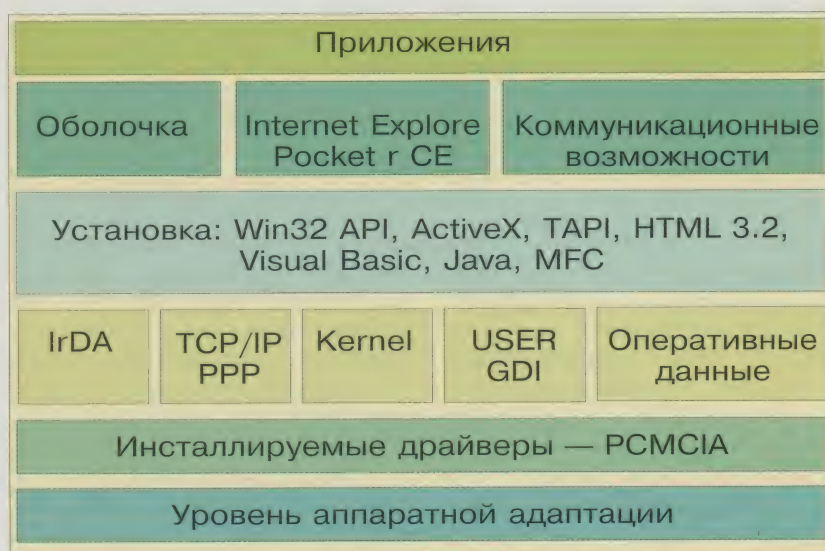 Приложения
Оболочка
Internet Explore
Pocket r CE
Коммуникационные
возможности
Установка: Win32 API, ActiveX, TAPI, HTML 3.2,
Visual Basic, Java, MFC
IrDA
TCP/IP
PPP
Kernel
USER
GDI
Оперативные
данные
Инсталлируемые драйверы — PCMCIA
Уровень аппаратной адаптации